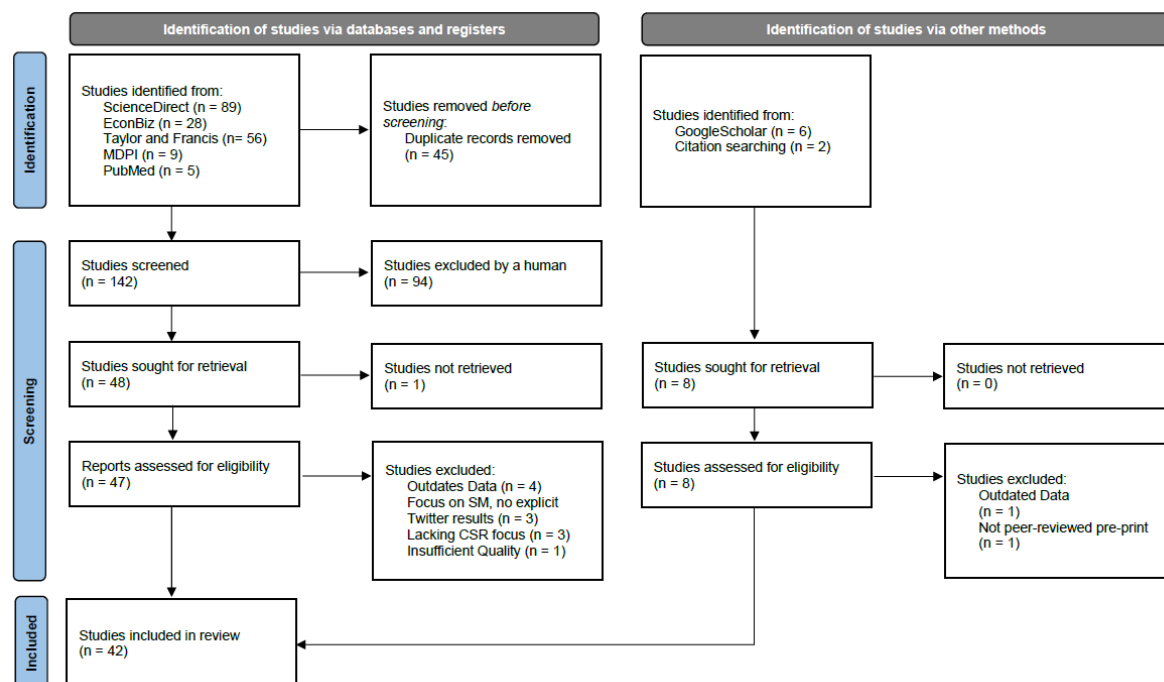 Identification of studies via databases and registers
Identification of studies via other methods
Identification
Studies identified from:
ScienceDirect (n = 89)
EconBiz (n = 28)
Taylor and Francis (n= 56)
MDPI (n = 9)
PubMed (n = 5)
Studies removed before
screening:
Duplicate records removed
(n = 45)
Studies identified from:
GoogleScholar (n = 6)
Citation searching (n = 2)
Screening
Studies screened
(n = 142)
Studies excluded by a human
(n = 94)
Studies sought for retrieval
(n = 48)
Studies not retrieved
(n = 1)
Studies sought for retrieval
(n = 8)
Studies not retrieved
(n = 0)
Reports assessed for eligibility
(n = 47)
Studies excluded:
Outdates Data (n = 4)
Focus on SM, no explicit
Twitter results (n = 3)
Lacking CSR focus (n = 3)
Insufficient Quality (n = 1)
Studies assessed for eligibility
(n = 8)
Studies excluded:
Outdated Data
(n = 1)
Not peer-reviewed pre-print
(n = 1)
Included
Studies included in review
(n = 42)